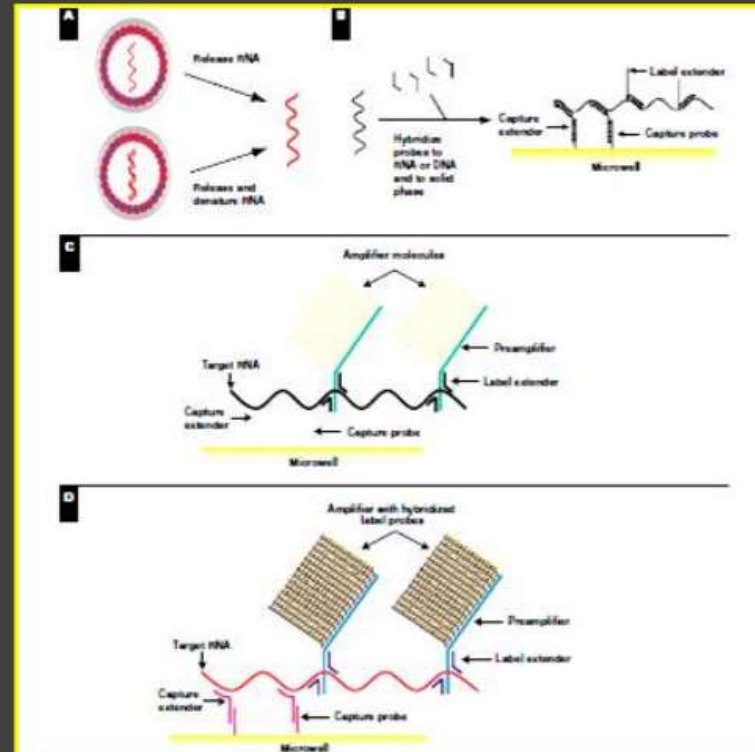 A
B
Release RNA
Release and
denature RNA
Hybridize
probes to
RNA or DNA
and to solid
phase
Label extender
Capture
extender
Capture probe
Microwell
C
Amplifier molecules
Preamplifier
Target RNA
Label extender
Capture
extender
Capture probe
Microwell
D
Amplifier with hybridized
label probes
Preamplifier
Target RNA
Label extender
Capture
extender
Capture probe
Microwell